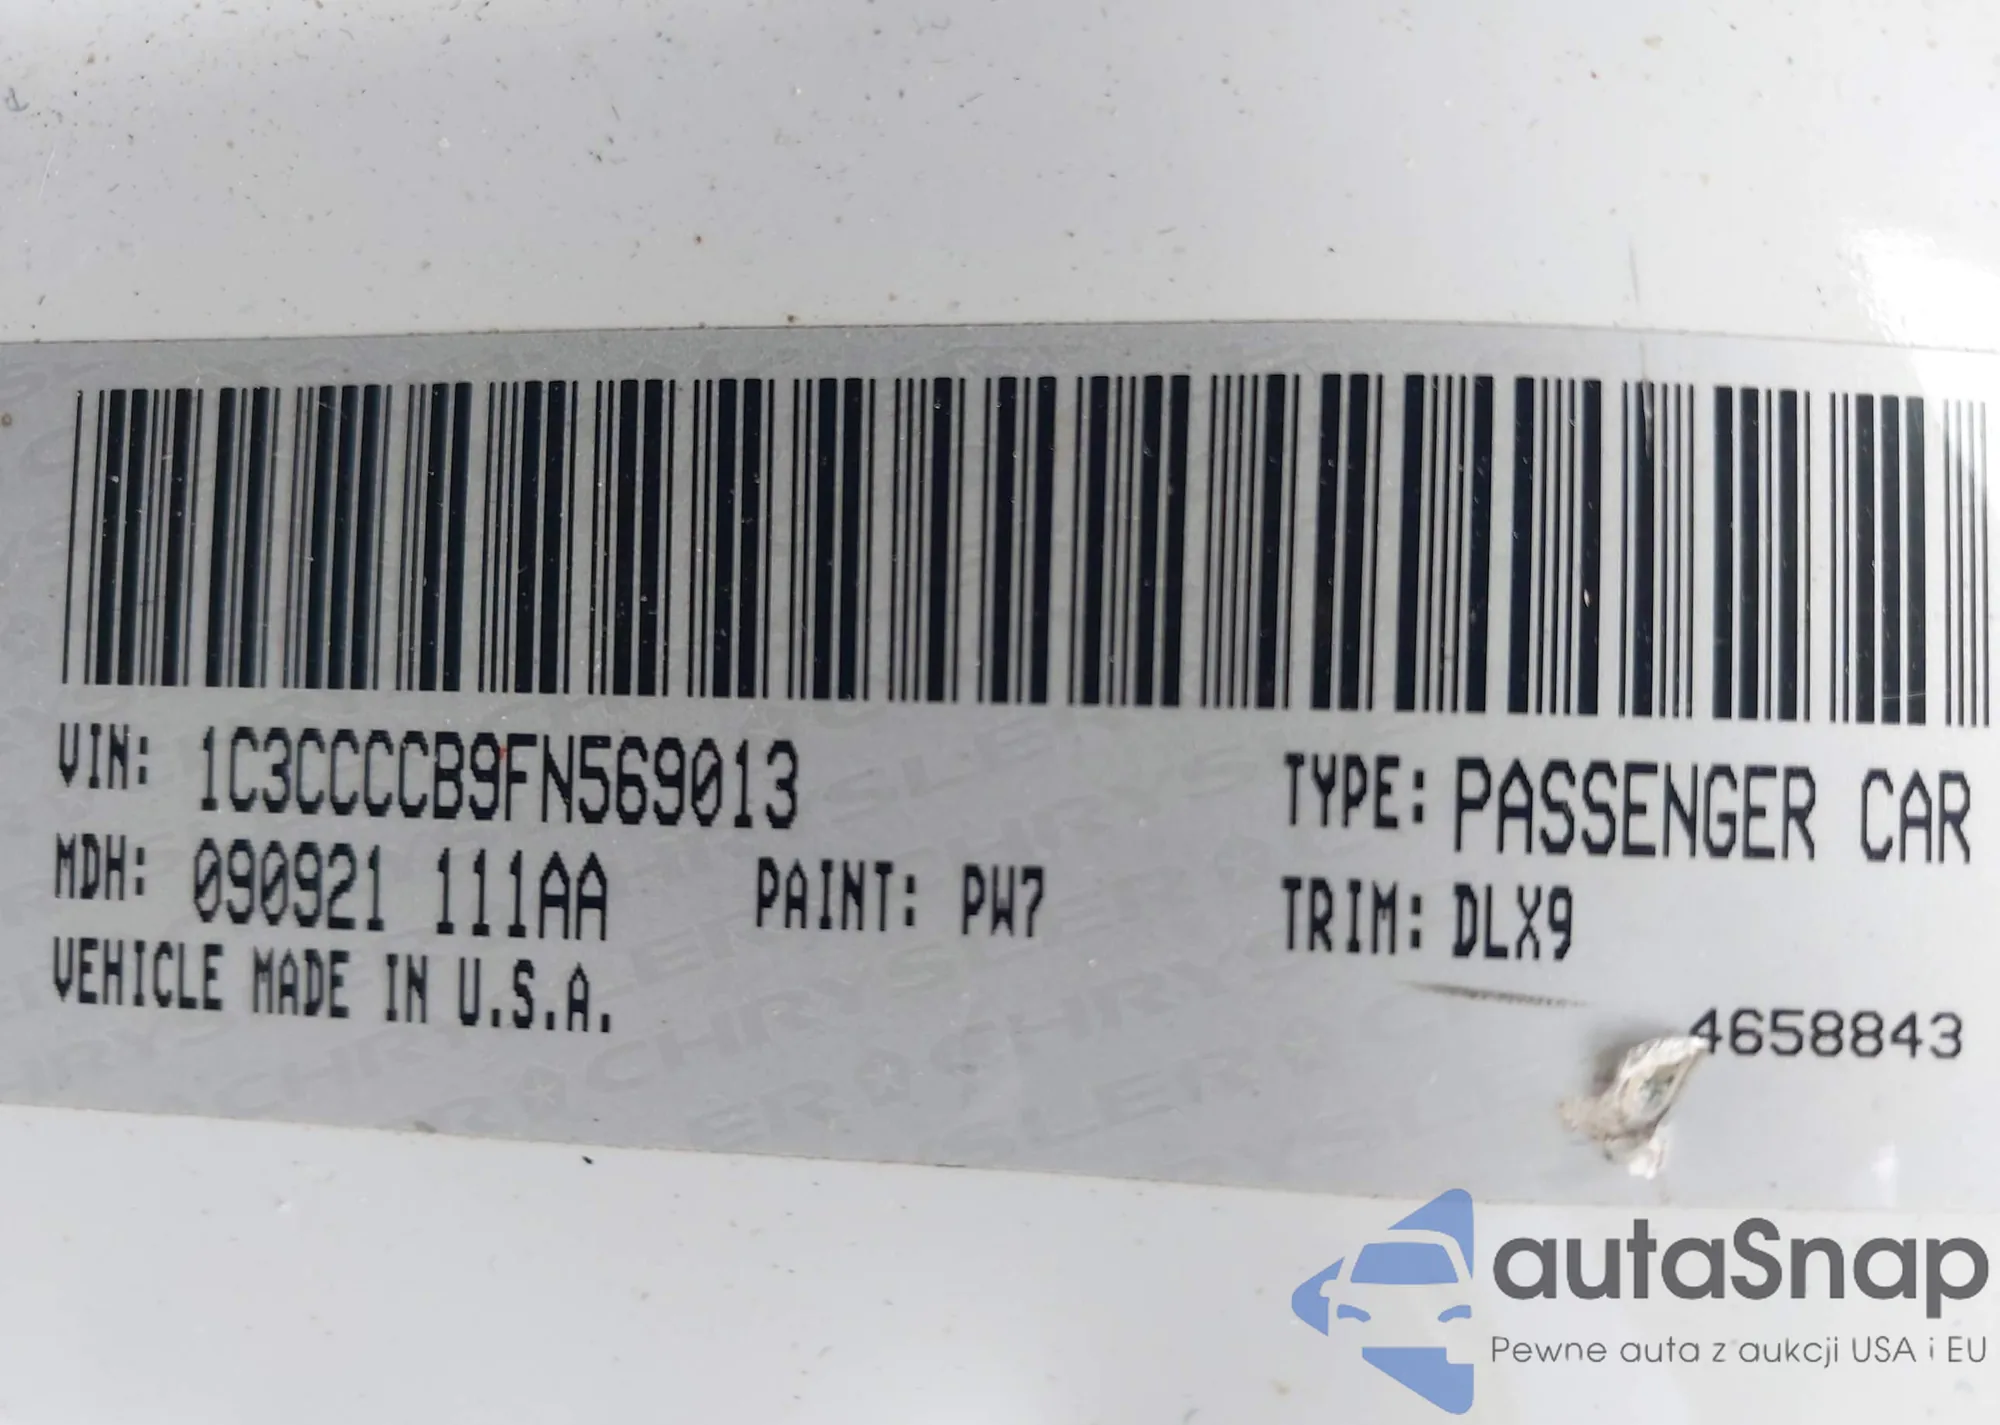 VIN: 1C3CCCCB9FN569013
TYPE: PASSENGER CAR
MDH: 090921 111AA
PAINT: PW7
TRIM: DLX9
VEHICLE MADE IN U.S.A.
4658843
autaSnap
Pewne auta z aukcji USA i EU